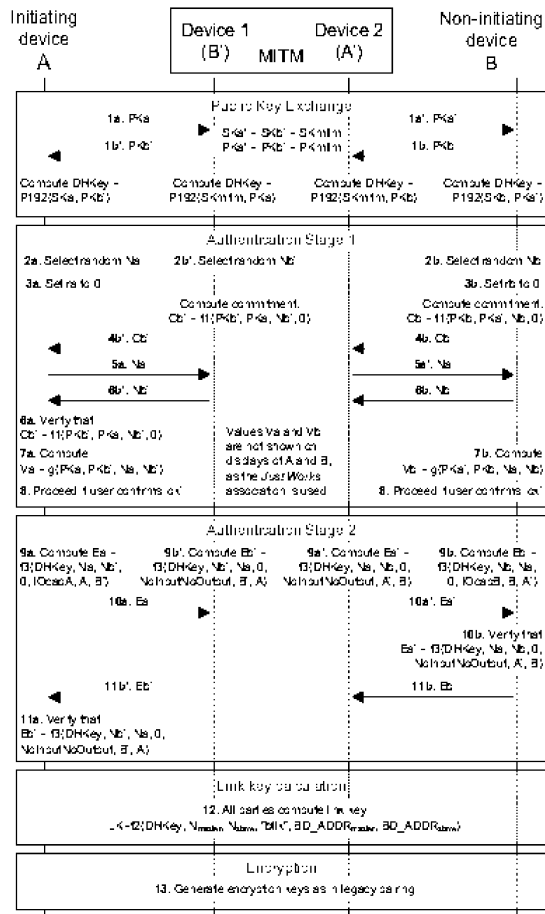 Initiating
device
A
Device 1
(B')
MITM
Device 2
(A')
Non-initiating
device
B
Public Key Exchange
1a. PKa
1b'. PKb'
SKa' = SKb' = SKmitm
PKa' = PKb' = PKmitm
1a'. PKa'
1b. PKb
Compute DHKey =
P192(SKa, PKb')
Compute DHKey =
P192(SKmitm, PKa)
Compute DHKey =
P192(SKmitm, PKb)
Compute DHKey =
P192(SKb, PKa')
Authentication Stage 1
2a. Select random Na
2b'. Select random Nb'
2b. Select random Nb
3a. Set ra to 0
3b. Set rb to 0
Compute commitment.
Cb' = f1(PKb', PKa, Nb', 0)
Compute commitment.
Cb = f1(PKb, PKa', Nb, 0)
4b'. Cb'
4b. Cb
5a. Na
5a'. Na
6b'. Nb'
6b. Nb
6a. Verify that
Cb' = f1(PKb', PKa, Nb', 0)
7a. Compute
Va = g(PKa, PKb', Na, Nb')
8. Proceed if user confirms 'ok'
Values Va and Vb
are not shown on
displays of A and B,
as the Just Works
association is used
7b. Compute
Vb = g(PKa', PKb, Na, Nb)
8. Proceed if user confirms 'ok'
Authentication Stage 2
9a. Compute Ea =
f3(DHKey, Na, Nb',
0, IOcapA, A, B')
9b'. Compute Eb' =
f3(DHKey, Nb', Na, 0,
NoInputNoOutput, B', A)
9a'. Compute Ea' =
f3(DHKey, Na, Nb, 0,
NoInputNoOutput, A', B)
9b. Compute Eb =
f3(DHKey, Nb, Na,
0, IOcapB, B, A')
10a. Ea
10a'. Ea'
10b. Verify that
Ea' = f3(DHKey, Na, Nb, 0,
NoInputNoOutput, A', B)
11b'. Eb'
11b. Eb
11a. Verify that
Eb' = f3(DHKey, Nb', Na, 0,
NoInputNoOutput, B', A)
Link key calculation
12. All parties compute link key
LK=f2(DHKey, Nmaster, Nslave, "btlk", BD_ADDRmaster, BD_ADDRslave)
Encryption
13. Generate encryption keys as in legacy pairing